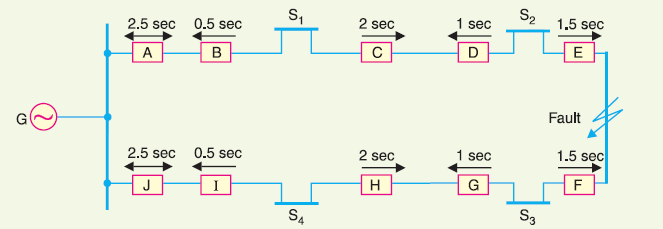 2.5 sec 0.5 sec S1 2 sec 1 sec S2 1.5 sec
A B C D E
G Fault
2.5 sec 0.5 sec 2 sec 1 sec 1.5 sec
J I H G F
S4 S3